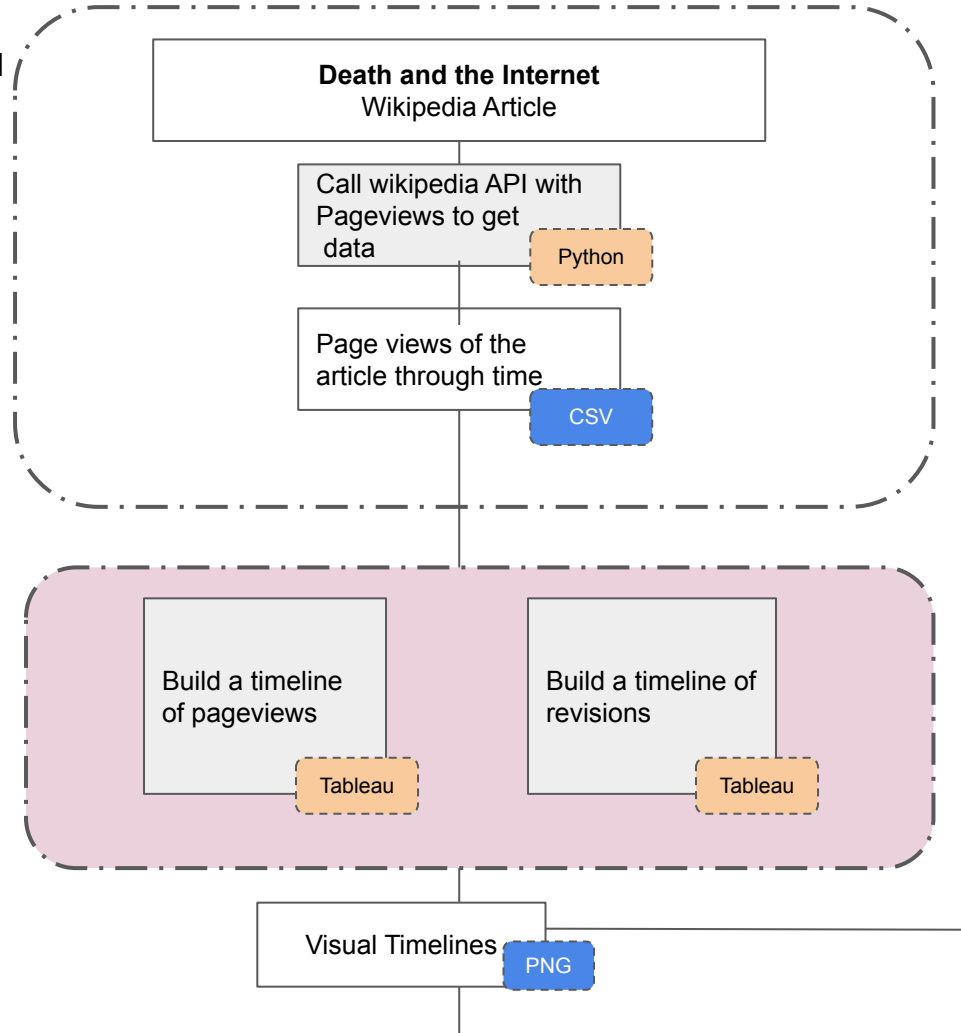 Death and the Internet
Wikipedia Article
Call wikipedia API with
Pageviews to get
data
Python
Page views of the
article through time
CSV
Build a timeline
of pageviews
Tableau
Build a timeline of
revisions
Tableau
Visual Timelines
PNG